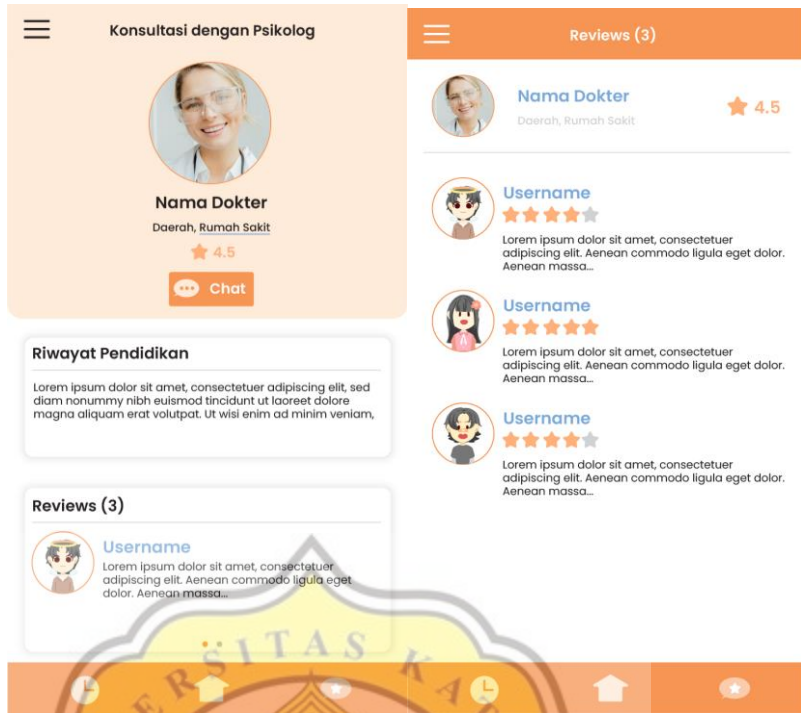 Konsultasi dengan Psikolog
Nama Dokter
Daerah, Rumah Sakit
4.5
Chat
Riwayat Pendidikan
Lorem ipsum dolor sit amet, consectetuer adipiscing elit, sed
diam nonummy nibh euismod tincidunt ut laoreet dolore
magna aliquam erat volutpat. Ut wisi enim ad minim veniam,
Reviews (3)
Username
Lorem ipsum dolor sit amet, consectetuer
adipiscing elit. Aenean commodo ligula eget
dolor. Aenean massa...
Reviews (3)
Nama Dokter
Daerah, Rumah Sakit
4.5
Username
Lorem ipsum dolor sit amet, consectetuer
adipiscing elit. Aenean commodo ligula eget dolor.
Aenean massa...
Username
A
Lorem ipsum dolor sit amet, consectetuer
adipiscing elit. Aenean commodo ligula eget dolor.
Aenean massa...
Username
Lorem ipsum dolor sit amet, consectetuer
adipiscing elit. Aenean commodo ligula eget dolor.
Aenean massa...